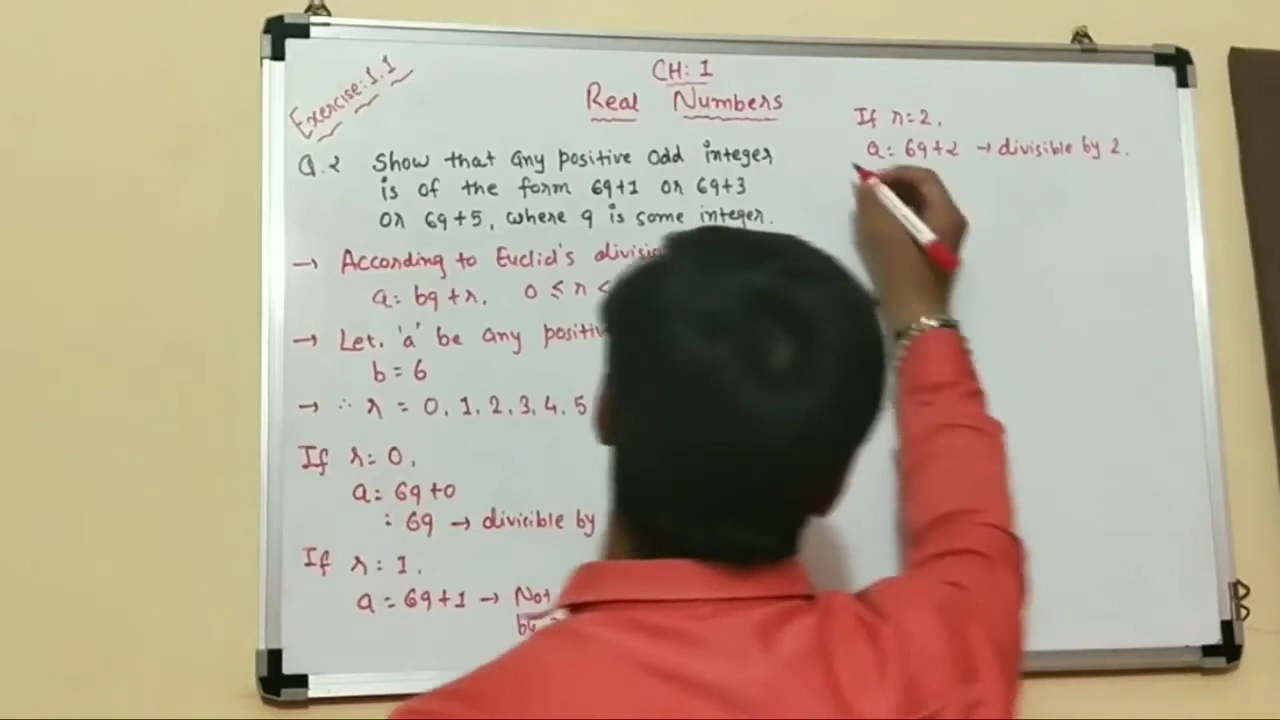 Exercise: 1.1
CH: 1
Real Numbers
Q.2 Show that any positive odd integer
is of the form 6q+1 or 6q+3
or 6q+5, where q is some integer.
→ According to Euclid's
a = bq + r, 0 ≤ r <
→ Let, 'a' be any
b = 6
→ ∴ r = 0, 1, 2, 3, 4, 5
If r = 0,
a = 6q + 0
= 6q → divicible by
If r = 1,
a = 6q+1 → Not
by
If r = 2,
a = 6q+2 → divisible by 2.